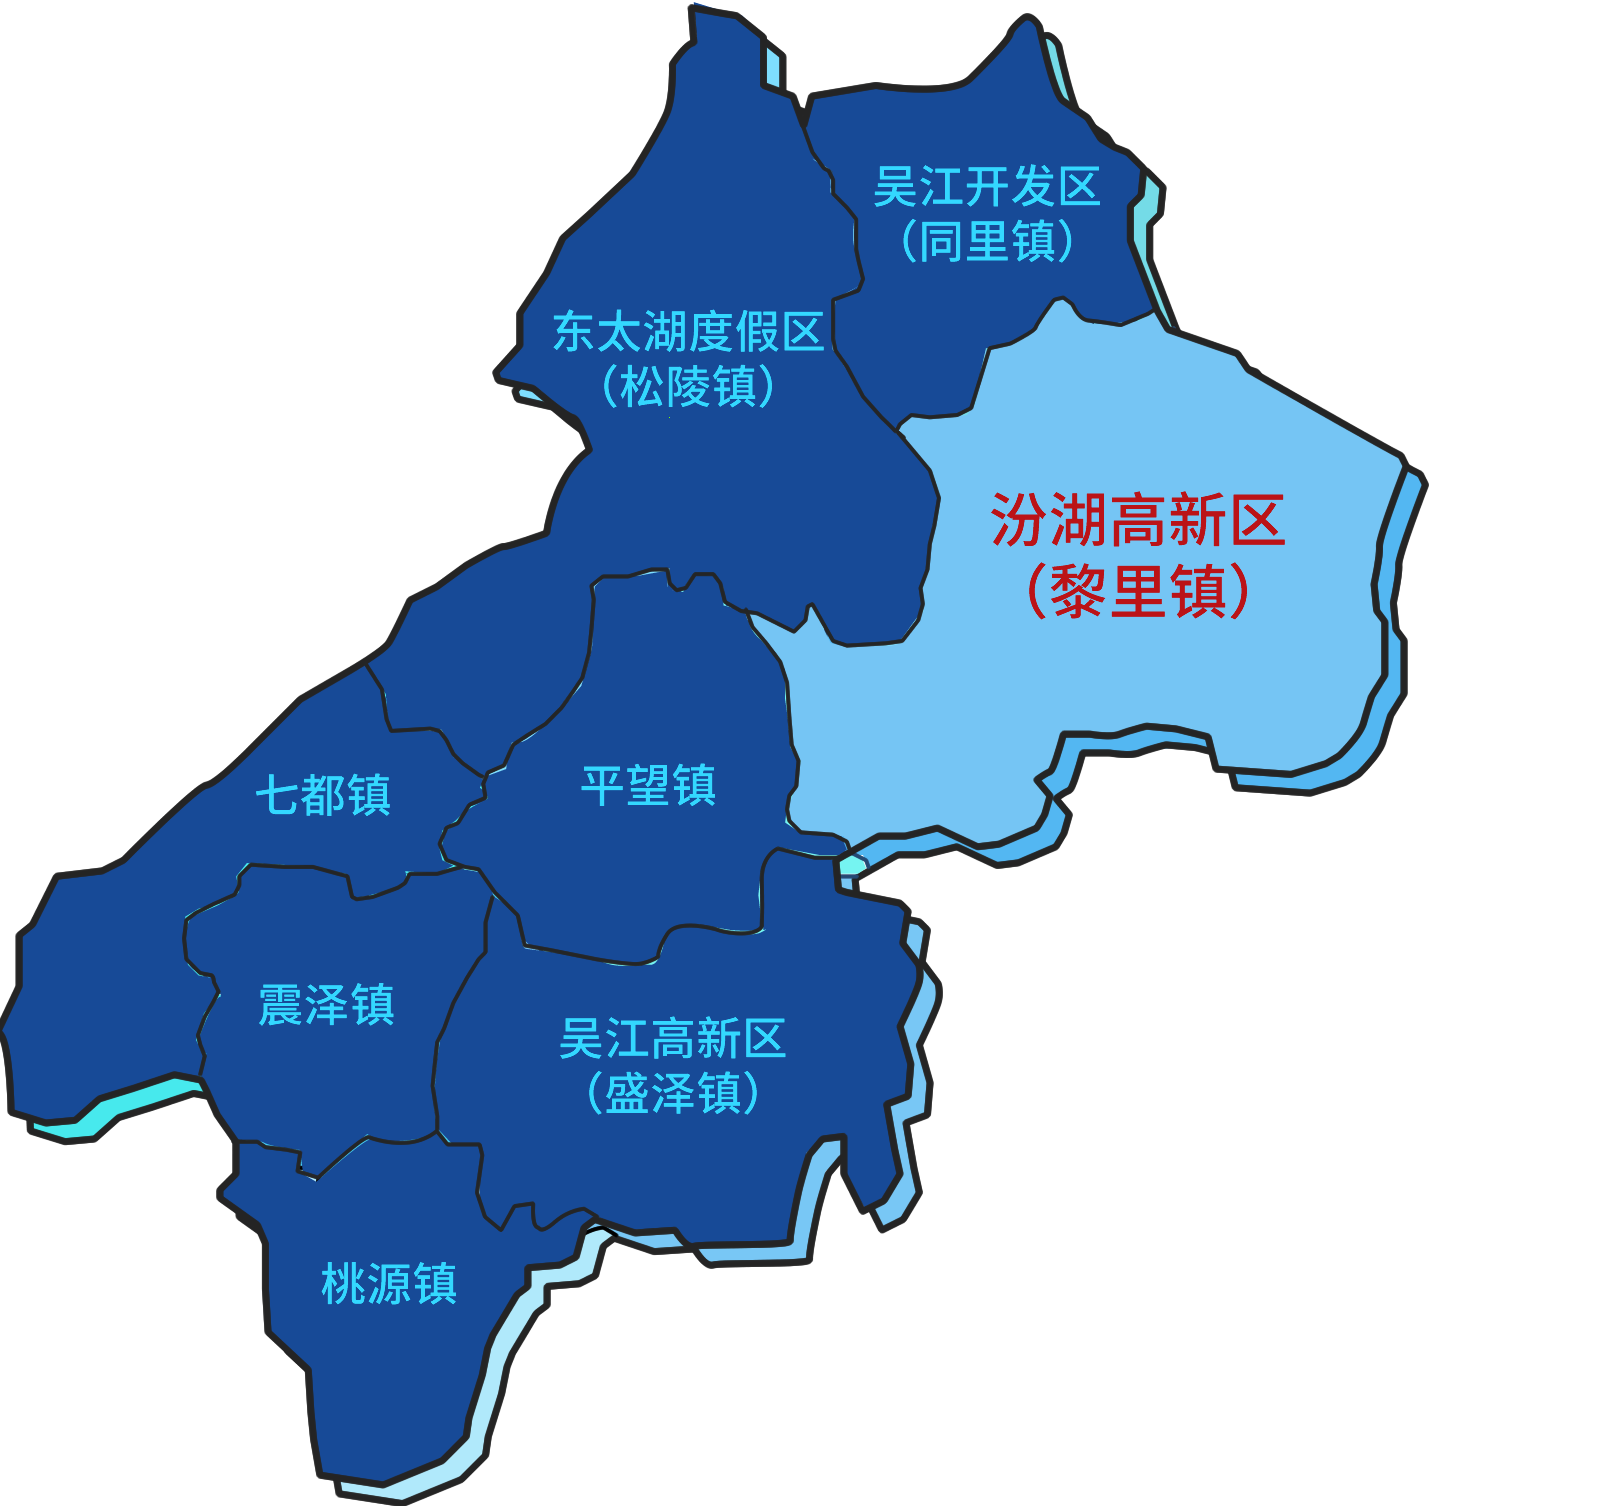 吴江开发区
（同里镇）
东太湖度假区
（松陵镇）
汾湖高新区
（黎里镇）
七都镇
平望镇
震泽镇
吴江高新区
（盛泽镇）
桃源镇